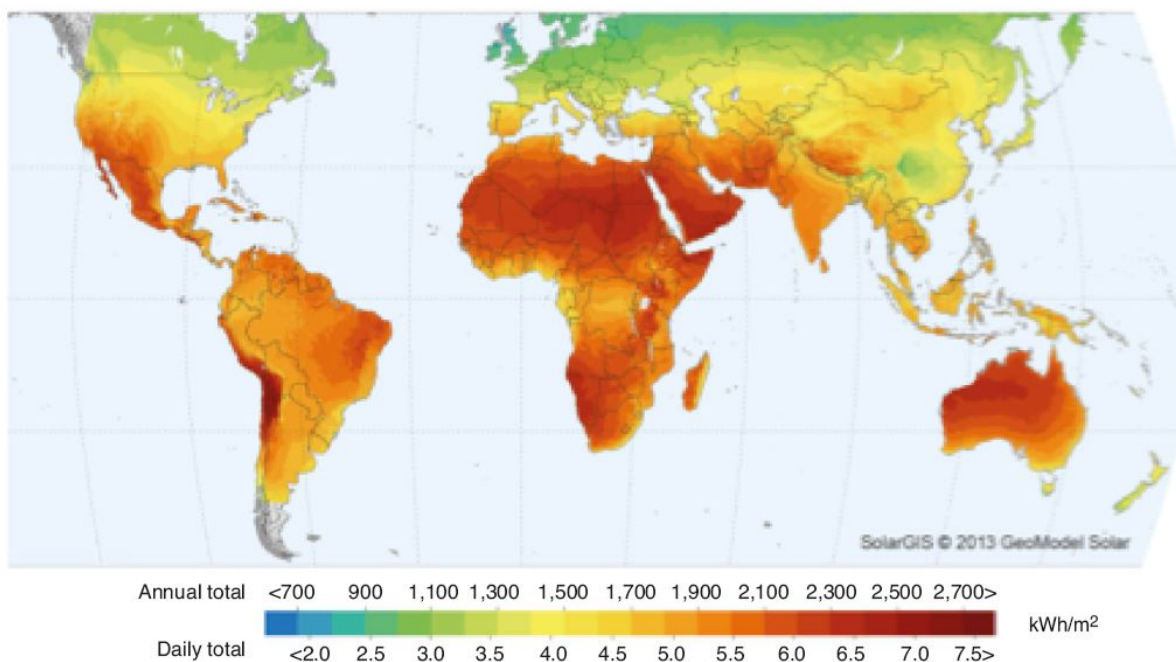 SolarGIS © 2013 GeoModel Solar
Annual total <700 900 1,100 1,300 1,500 1,700 1,900 2,100 2,300 2,500 2,700>
kWh/m²
Daily total <2.0 2.5 3.0 3.5 4.0 4.5 5.0 5.5 6.0 6.5 7.0 7.5>